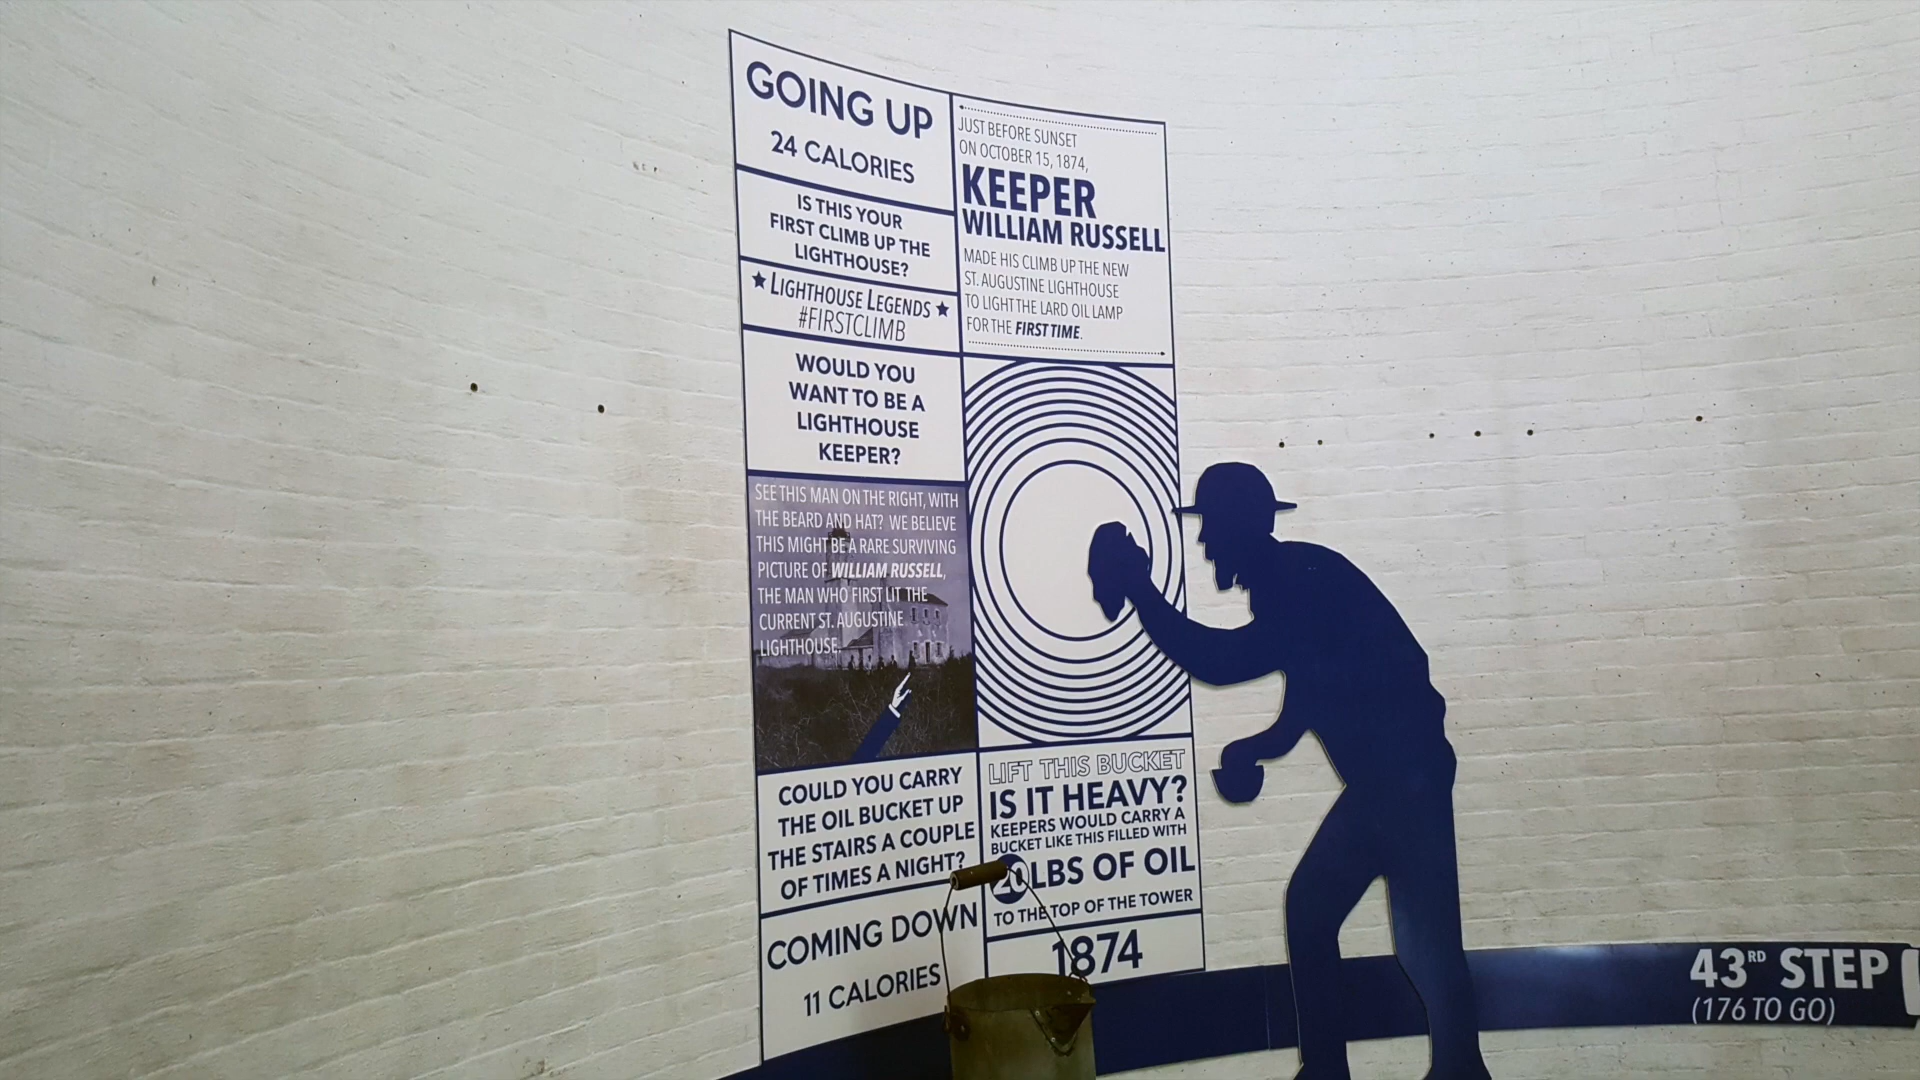 GOING UP
24 CALORIES
IS THIS YOUR
FIRST CLIMB UP THE
LIGHTHOUSE?
★ LIGHTHOUSE LEGENDS ★
#FIRSTCLIMB
WOULD YOU
WANT TO BE A
LIGHTHOUSE
KEEPER?
SEE THIS MAN ON THE RIGHT, WITH
THE BEARD AND HAT? WE BELIEVE
THIS MIGHT BE A RARE SURVIVING
PICTURE OF WILLIAM RUSSELL,
THE MAN WHO FIRST LIT THE
CURRENT ST. AUGUSTINE
LIGHTHOUSE.
COULD YOU CARRY
THE OIL BUCKET UP
THE STAIRS A COUPLE
OF TIMES A NIGHT?
COMING DOWN
11 CALORIES
JUST BEFORE SUNSET
ON OCTOBER 15, 1874,
KEEPER
WILLIAM RUSSELL
MADE HIS CLIMB UP THE NEW
ST. AUGUSTINE LIGHTHOUSE
TO LIGHT THE LARD OIL LAMP
FOR THE FIRST TIME.
LIFT THIS BUCKET
IS IT HEAVY?
KEEPERS WOULD CARRY A
BUCKET LIKE THIS FILLED WITH
20 LBS OF OIL
TO THE TOP OF THE TOWER
1874
43RD STEP
(176 TO GO)